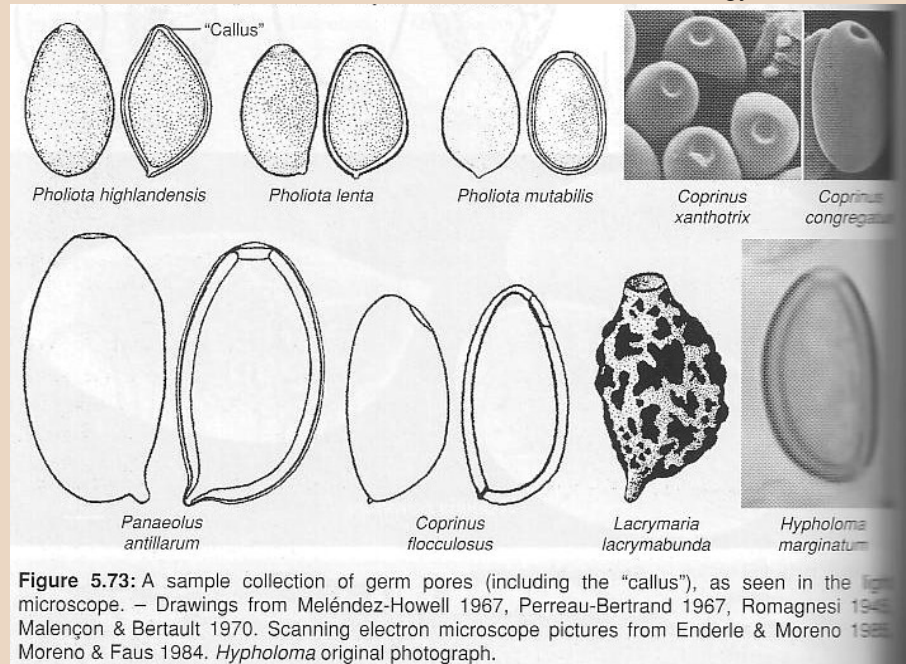 "Callus"
Pholiota highlandensis
Pholiota lenta
Pholiota mutabilis
Coprinus
xanthotrix
Coprinus
Panaeolus
antillarum
Coprinus
flocculosus
Lacrymaria
lacrymabunda
Hypholoma
marginatum
Figure 5.73: A sample collection of germ pores (including the "callus"), as seen in the
microscope. – Drawings from Meléndez-Howell 1967, Perreau-Bertrand 1967, Romagnesi
Malençon & Bertault 1970. Scanning electron microscope pictures from Enderle & Moreno
Moreno & Faus 1984. Hypholoma original photograph.